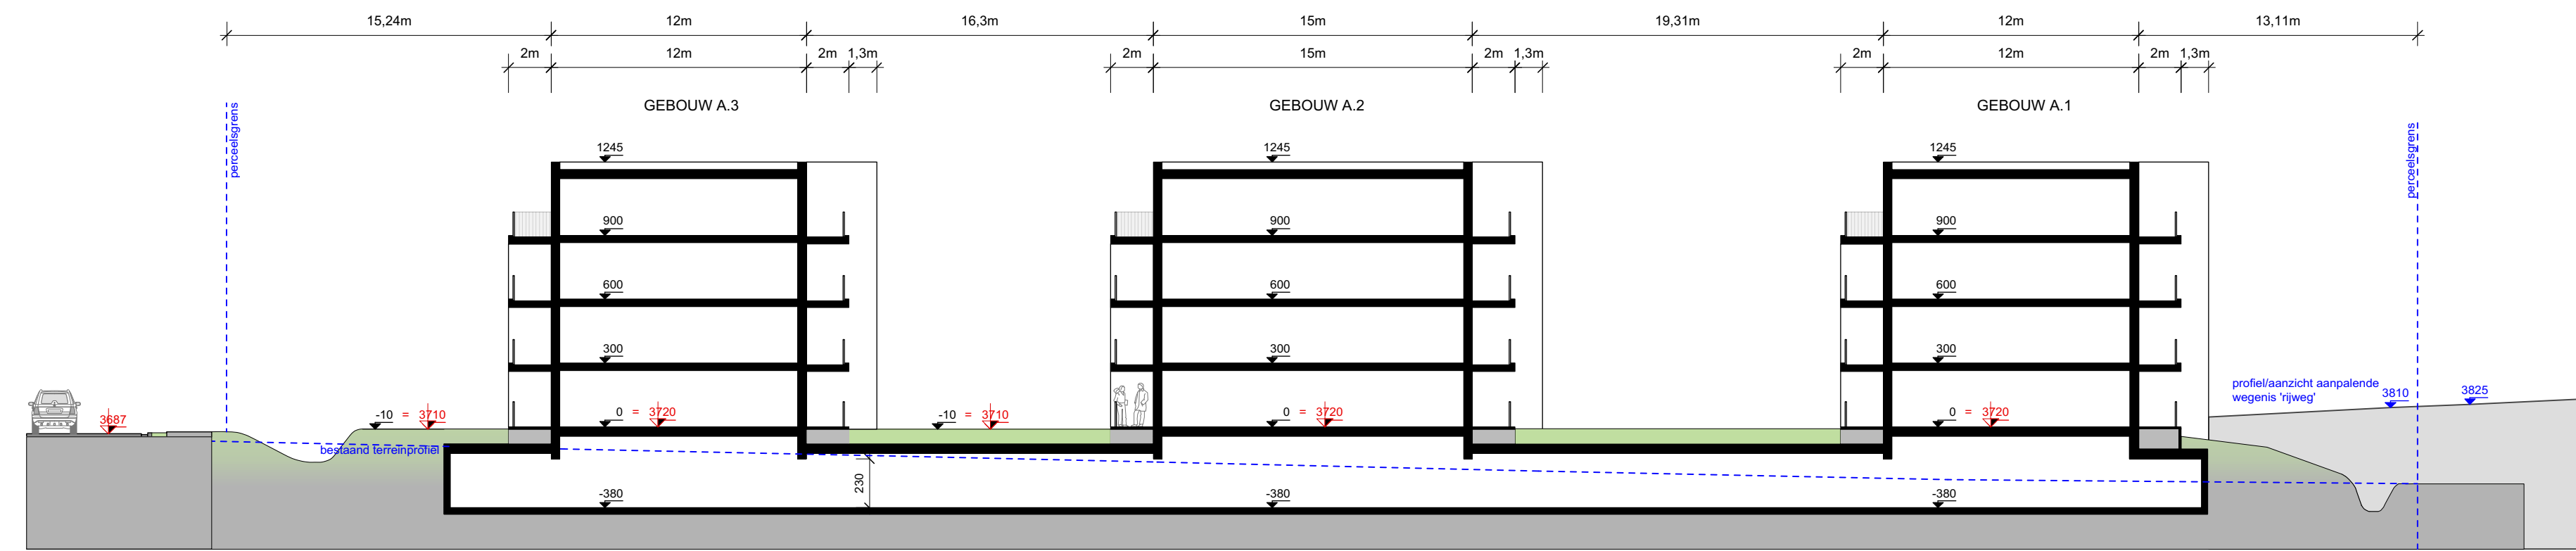 15,24m 12m 16,3m 15m 19,31m 12m 13,11m
2m 12m 2m 1,3m 2m 15m 2m 1,3m 2m 12m 2m 1,3m
GEBOUW A.3 GEBOUW A.2 GEBOUW A.1
perceelsgrens
perceelsgrens
1245 1245 1245
900 900 900
600 600 600
300 300 300
profiel/aanzicht aanpalende
wegenis 'rijweg'
3810 3825
3687 -10 = 3710 0 = 3720 -10 = 3710 0 = 3720 0 = 3720
bestaand terreinprofiel
230
-380 -380 -380